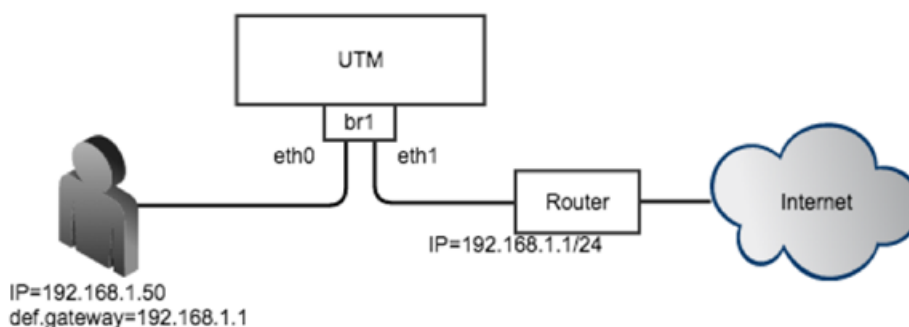 UTM
br1
eth0
eth1
Router
Internet
IP=192.168.1.1/24
IP=192.168.1.50
def.gateway=192.168.1.1